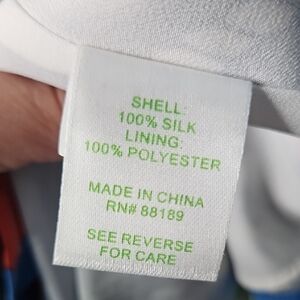 SHELL:
100% SILK
LINING:
100% POLYESTER
MADE IN CHINA
RN# 88189
SEE REVERSE
FOR CARE